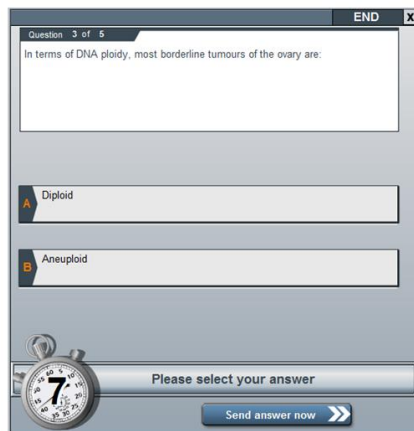 END X
Question 3 of 5
In terms of DNA ploidy, most borderline tumours of the ovary are:
A Diploid
B Aneuploid
7
Please select your answer
Send answer now